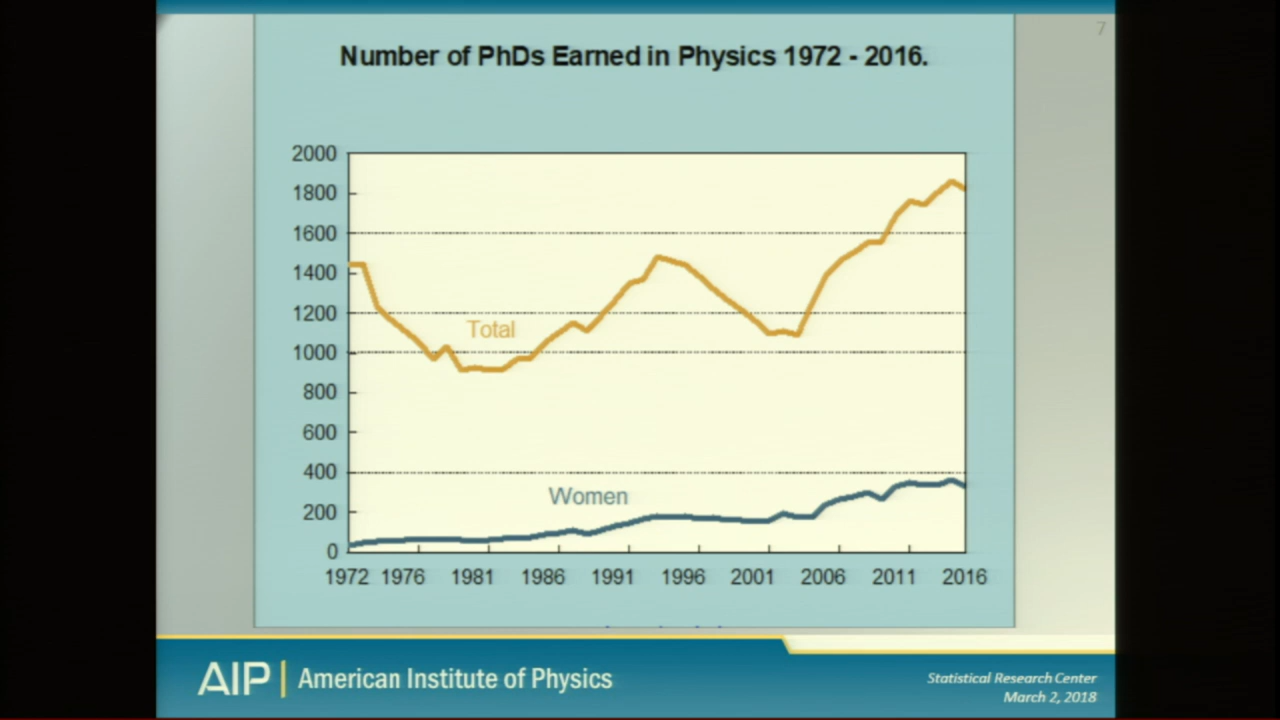 7
Number of PhDs Earned in Physics 1972 - 2016.
2000
1800
1600
1400
1200
1000
800
600
400
200
0
Total
Women
1972 1976 1981 1986 1991 1996 2001 2006 2011 2016
AIP | American Institute of Physics
Statistical Research Center
March 2, 2018